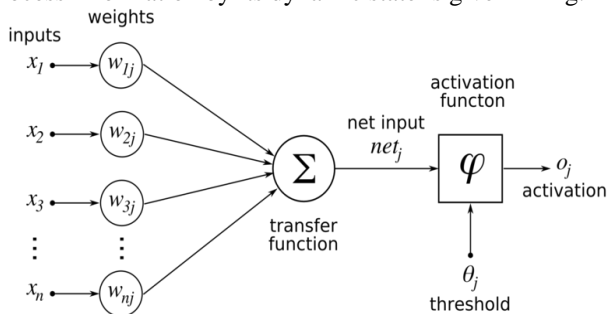 weights
inputs
x1
w1j
activation
functon
x2
w2j
net input
netj
Σ
φ
oj
activation
x3
w3j
transfer
function
θj
xn
wnj
threshold